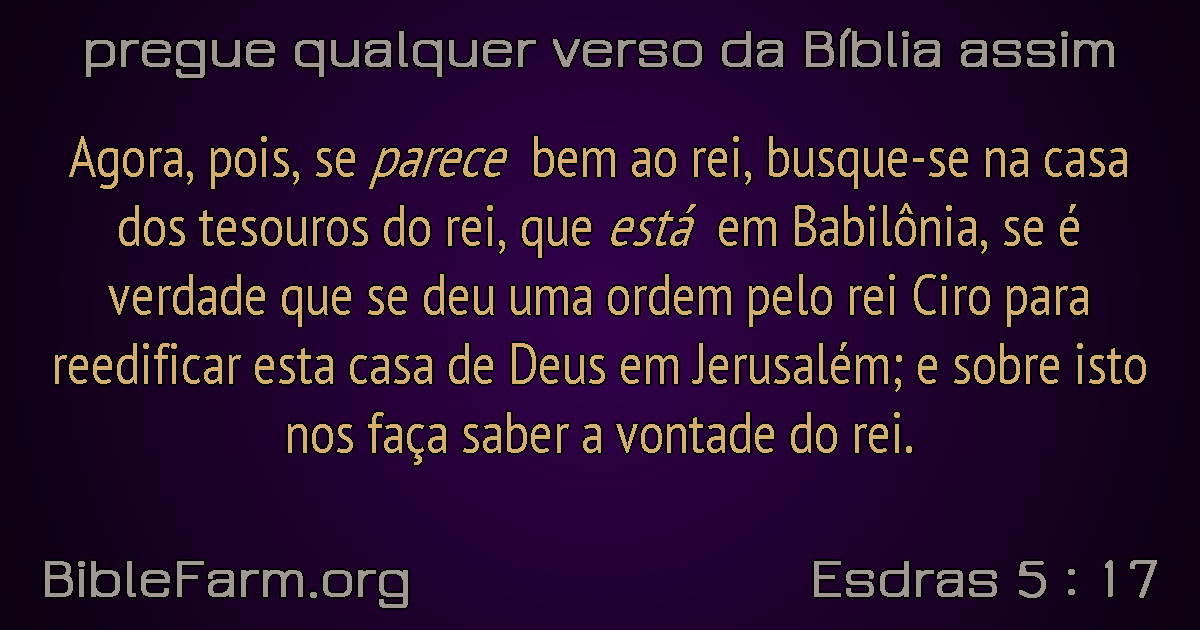 pregue qualquer verso da Bíblia assim
Agora, pois, se parece bem ao rei, busque-se na casa
dos tesouros do rei, que está em Babilônia, se é
verdade que se deu uma ordem pelo rei Ciro para
reedificar esta casa de Deus em Jerusalém; e sobre isto
nos faça saber a vontade do rei.
BibleFarm.org
Esdras 5 : 17